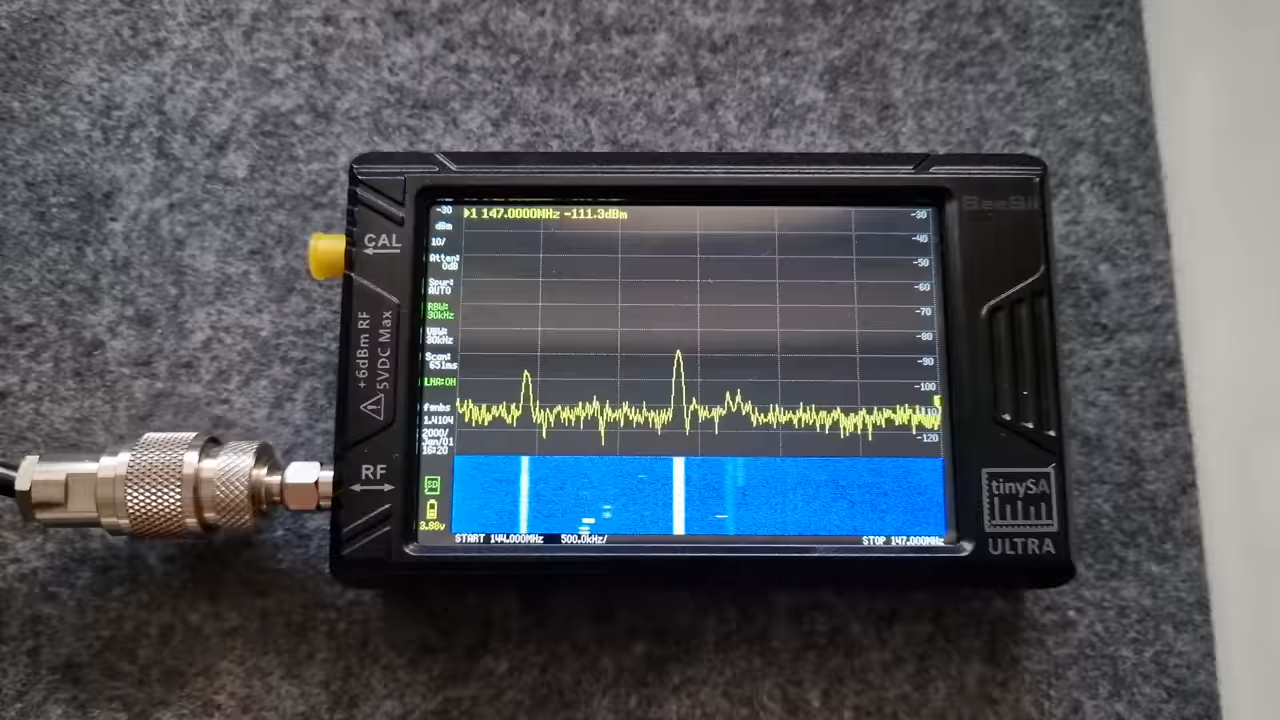 -30
▶1 147.0000MHz -111.3dBm
-30
dBm
10/
-40
Atten:
0dB
-50
Spur:
AUTO
-60
RBW:
30kHz
-70
VBW:
30kHz
-80
Scan:
651ms
-90
LNA:ON
-100
-110
1.4104
2000/
Jan/01
16:20
-120
SD
3.88v
START 144.000MHz 500.0kHz/ STOP 147.000MHz
CAL
+6dBm RF
5VDC Max
RF
tinySA
ULTRA